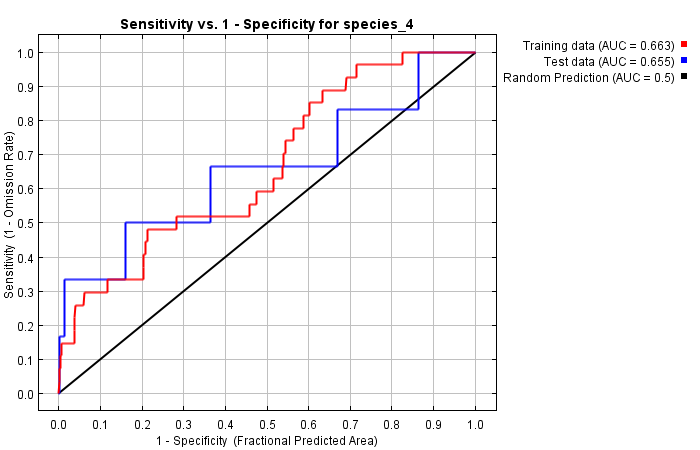 Sensitivity vs. 1 - Specificity for species_4
Training data (AUC = 0.663)
Test data (AUC = 0.655)
Random Prediction (AUC = 0.5)
Sensitivity (1 - Omission Rate)
1.0
0.9
0.8
0.7
0.6
0.5
0.4
0.3
0.2
0.1
0.0
0.0 0.1 0.2 0.3 0.4 0.5 0.6 0.7 0.8 0.9 1.0
1 - Specificity (Fractional Predicted Area)